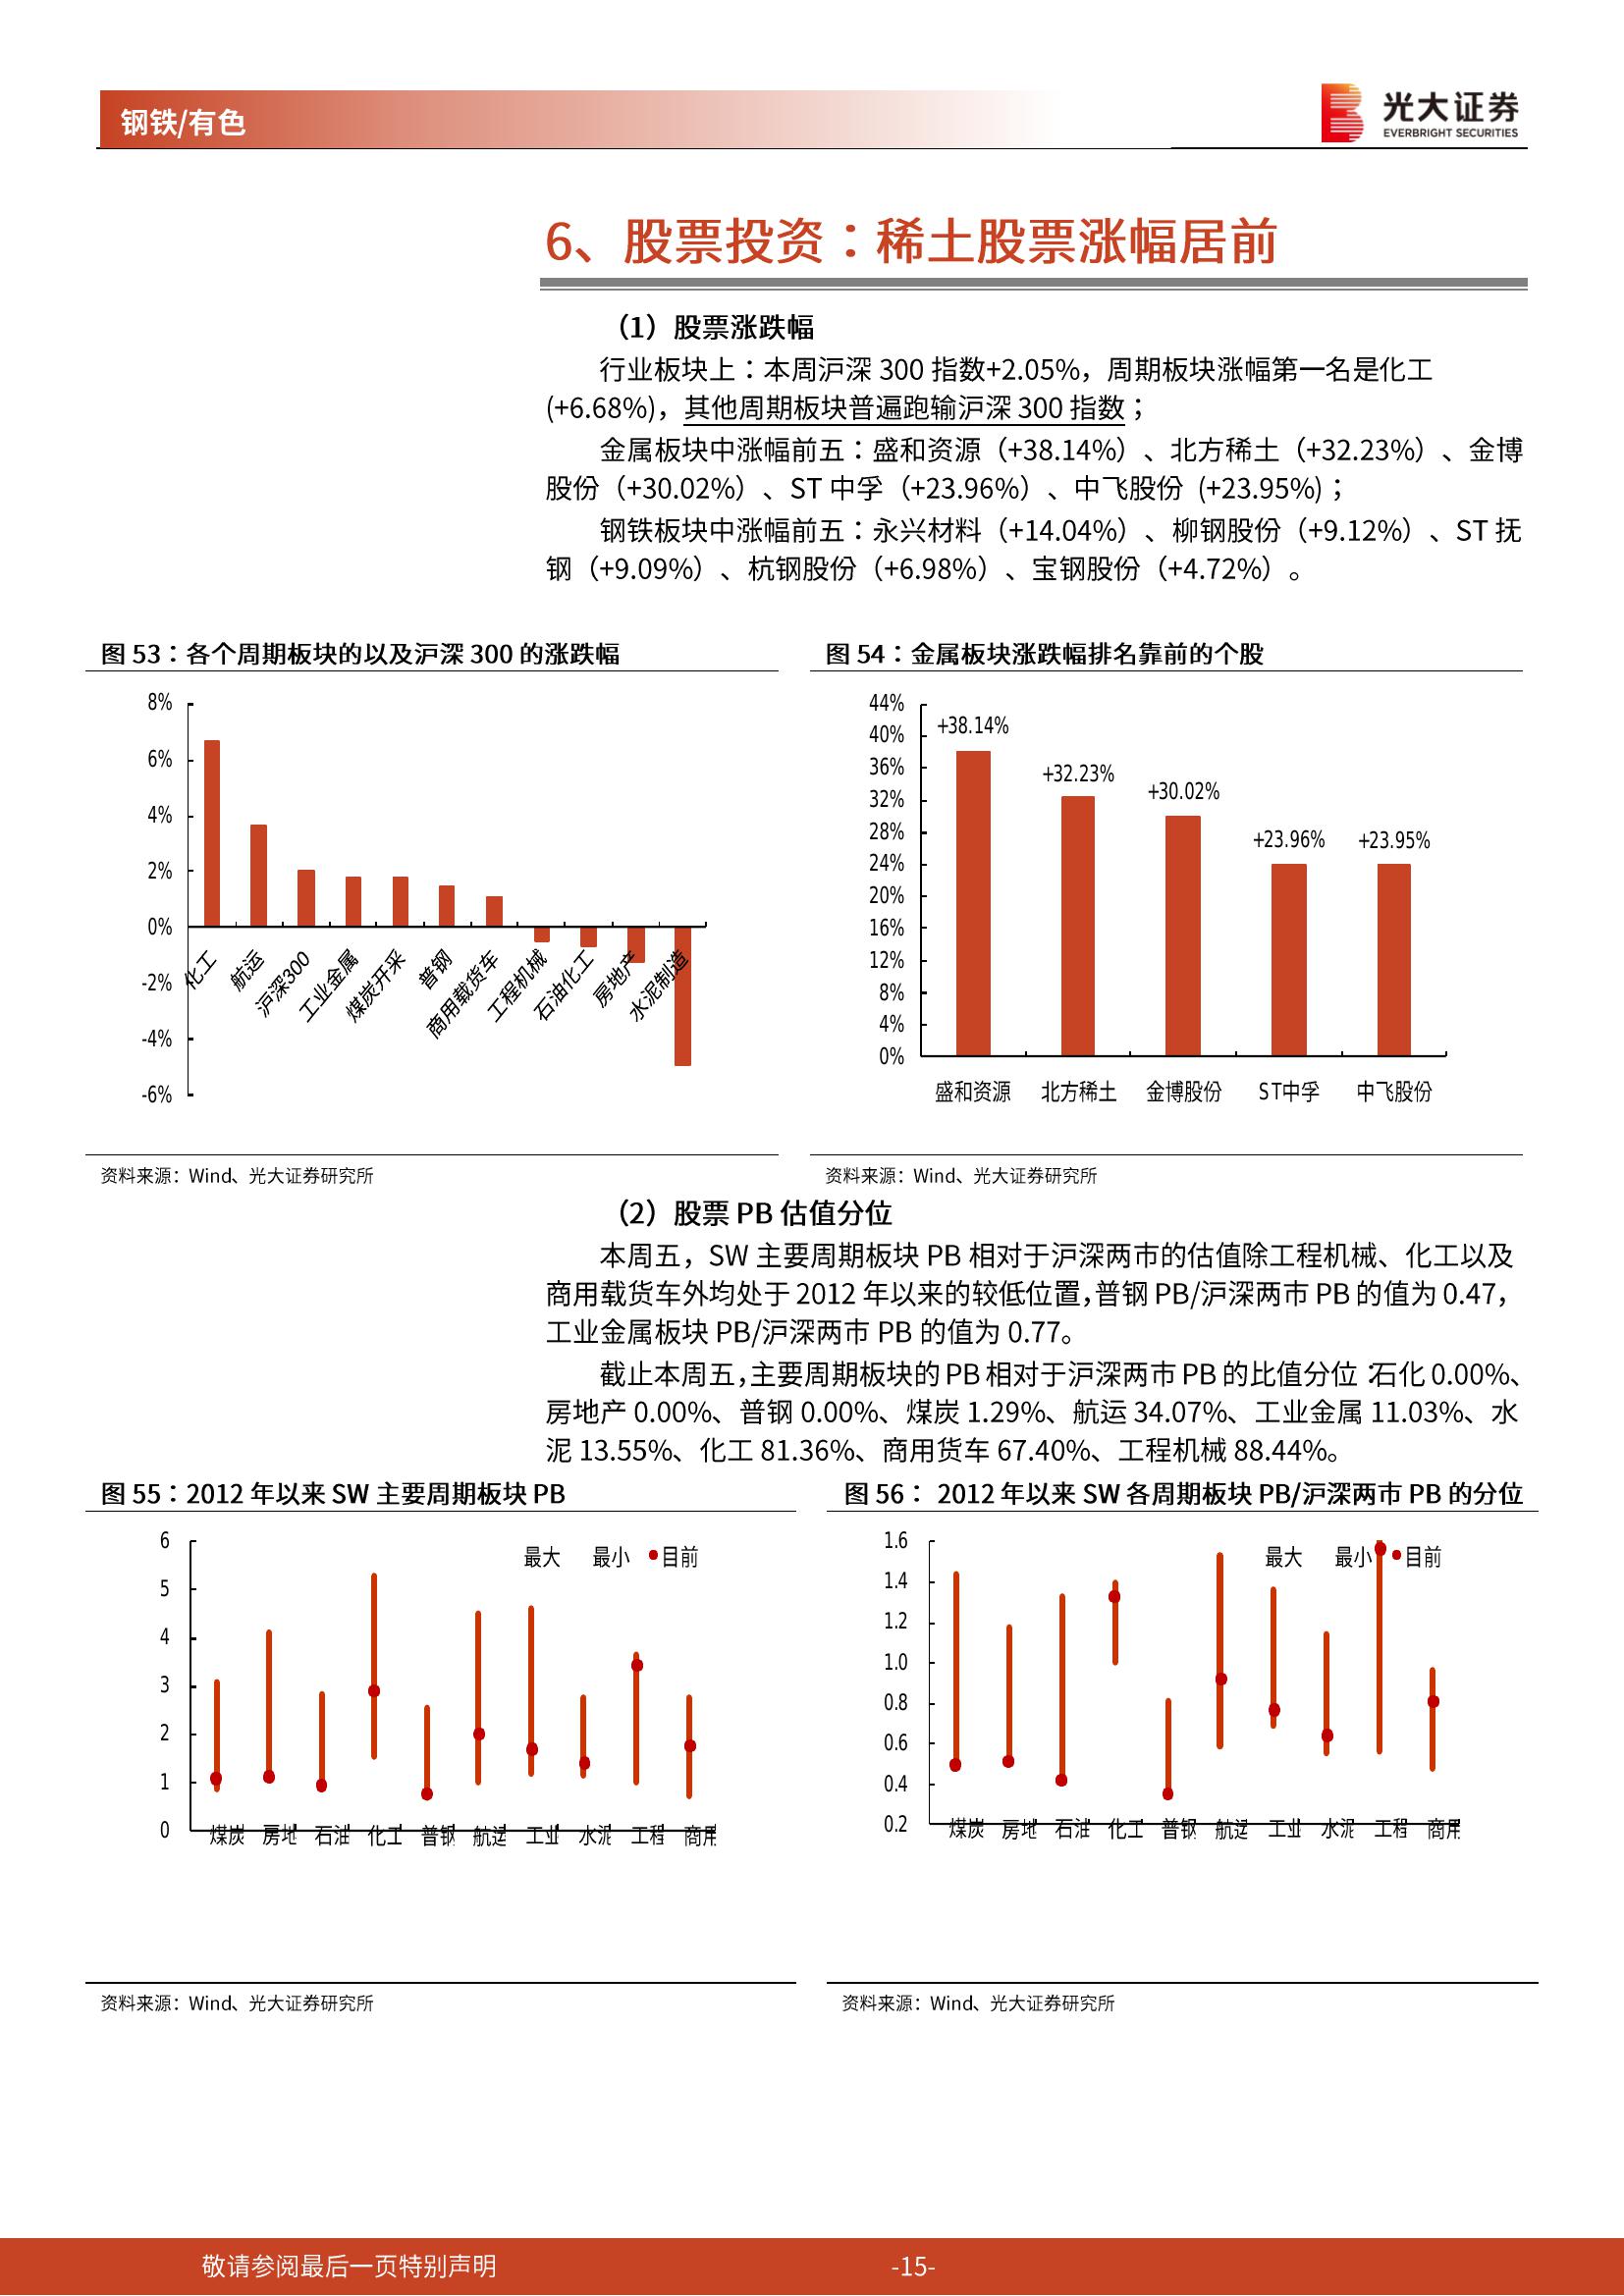 钢铁/有色
光大证券
EVERBRIGHT SECURITIES
6、股票投资：稀土股票涨幅居前
（1）股票涨跌幅
行业板块上：本周沪深 300 指数+2.05%，周期板块涨幅第一名是化工
(+6.68%)，其他周期板块普遍跑输沪深 300 指数；
金属板块中涨幅前五：盛和资源（+38.14%）、北方稀土（+32.23%）、金博
股份（+30.02%）、ST 中孚（+23.96%）、中飞股份 (+23.95%)；
钢铁板块中涨幅前五：永兴材料（+14.04%）、柳钢股份（+9.12%）、ST 抚
钢（+9.09%）、杭钢股份（+6.98%）、宝钢股份（+4.72%）。
图 53：各个周期板块的以及沪深 300 的涨跌幅
8%
6%
4%
2%
0%
-2%
-4%
-6%
化工
航运
沪深300
工业金属
煤炭开采
普钢
商用载货车
工程机械
石油化工
房地产
水泥制造
资料来源：Wind、光大证券研究所
图 54：金属板块涨跌幅排名靠前的个股
44%
40%
36%
32%
28%
24%
20%
16%
12%
8%
4%
0%
+38.14%
+32.23%
+30.02%
+23.96%
+23.95%
盛和资源
北方稀土
金博股份
ST中孚
中飞股份
资料来源：Wind、光大证券研究所
（2）股票 PB 估值分位
本周五，SW 主要周期板块 PB 相对于沪深两市的估值除工程机械、化工以及
商用载货车外均处于 2012 年以来的较低位置，普钢 PB/沪深两市 PB 的值为 0.47，
工业金属板块 PB/沪深两市 PB 的值为 0.77。
截止本周五，主要周期板块的 PB 相对于沪深两市 PB 的比值分位：石化 0.00%、
房地产 0.00%、普钢 0.00%、煤炭 1.29%、航运 34.07%、工业金属 11.03%、水
泥 13.55%、化工 81.36%、商用货车 67.40%、工程机械 88.44%。
图 55：2012 年以来 SW 主要周期板块 PB
6
5
4
3
2
1
0
最大 最小 目前
煤炭 房地 石油 化工 普钢 航运 工业 水泥 工程 商用
资料来源：Wind、光大证券研究所
图 56： 2012 年以来 SW 各周期板块 PB/沪深两市 PB 的分位
1.6
1.4
1.2
1.0
0.8
0.6
0.4
0.2
最大 最小 目前
煤炭 房地 石油 化工 普钢 航运 工业 水泥 工程 商用
资料来源：Wind、光大证券研究所
敬请参阅最后一页特别声明
-15-